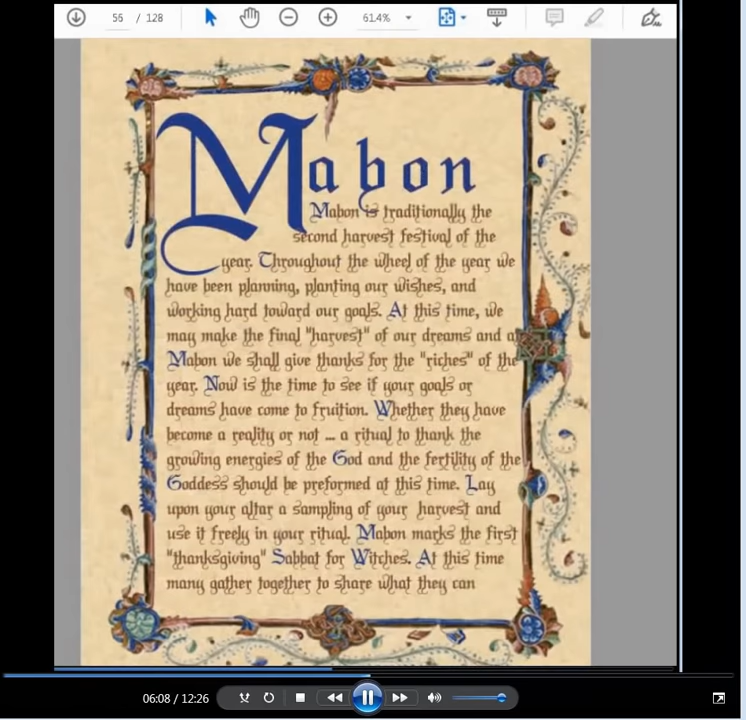 56 / 128 61.4%
Mabon
Mabon is traditionally the
second harvest festival of the
year. Throughout the wheel of the year we
have been planning, planting our wishes, and
working hard toward our goals. At this time, we
may make the final "harvest" of our dreams and at
Mabon we shall give thanks for the "riches" of the
year. Now is the time to see if your goals or
dreams have come to fruition. Whether they have
become a reality or not ... a ritual to thank the
growing energies of the God and the fertility of the
Goddess should be preformed at this time. Lay
upon your altar a sampling of your harvest and
use it freely in your ritual. Mabon marks the first
"thanksgiving" Sabbat for Witches. At this time
many gather together to share what they can
06:08 / 12:26